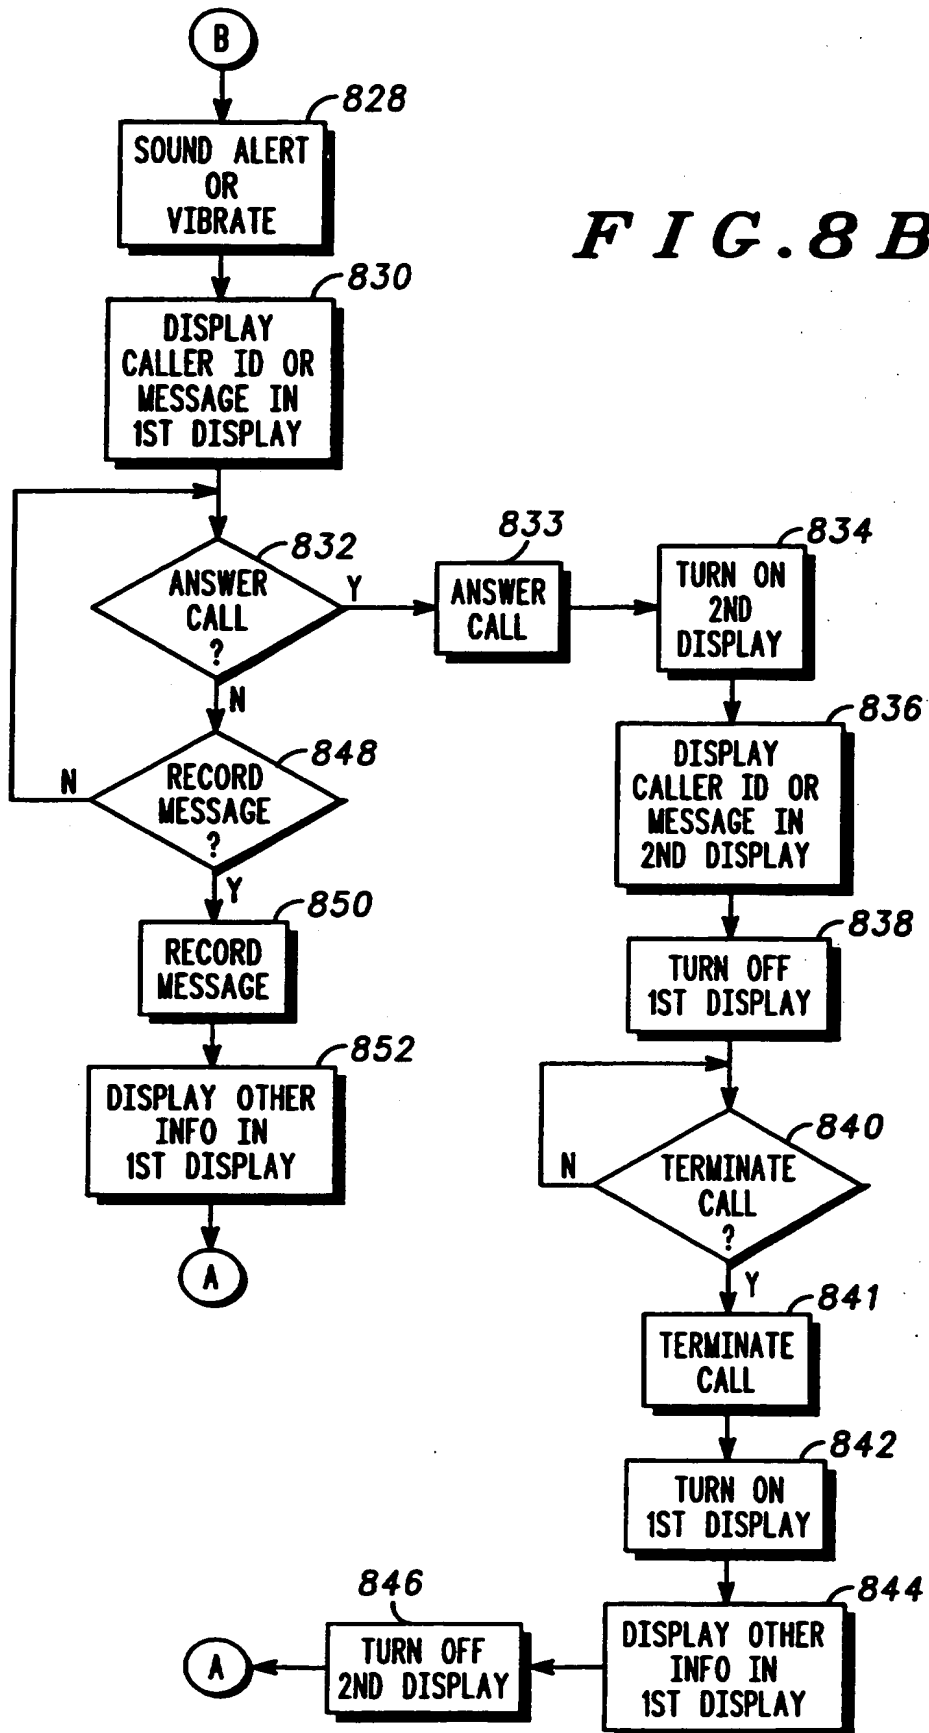 B
828
SOUND ALERT
OR
VIBRATE
FIG.8B
830
DISPLAY
CALLER ID OR
MESSAGE IN
1ST DISPLAY
832
ANSWER
CALL
?
Y
N
833
ANSWER
CALL
834
TURN ON
2ND
DISPLAY
848
RECORD
MESSAGE
?
N
Y
850
RECORD
MESSAGE
852
DISPLAY OTHER
INFO IN
1ST DISPLAY
A
836
DISPLAY
CALLER ID OR
MESSAGE IN
2ND DISPLAY
838
TURN OFF
1ST DISPLAY
840
TERMINATE
CALL
?
N
Y
841
TERMINATE
CALL
842
TURN ON
1ST DISPLAY
844
DISPLAY OTHER
INFO IN
1ST DISPLAY
846
TURN OFF
2ND DISPLAY
A